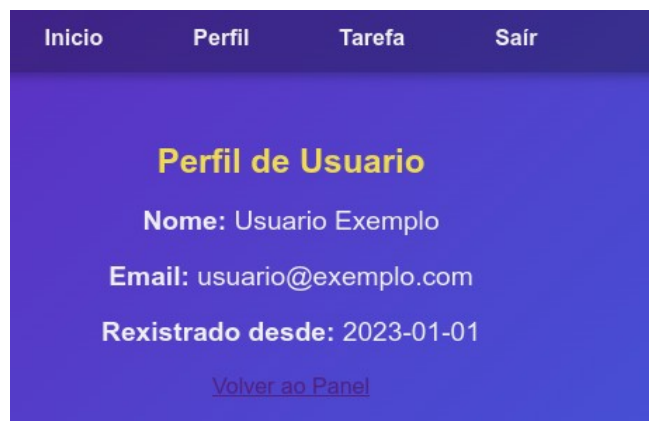 Inicio Perfil Tarefa Saír
Perfil de Usuario
Nome: Usuario Exemplo
Email: usuario@exemplo.com
Rexistrado desde: 2023-01-01
Volver ao Panel